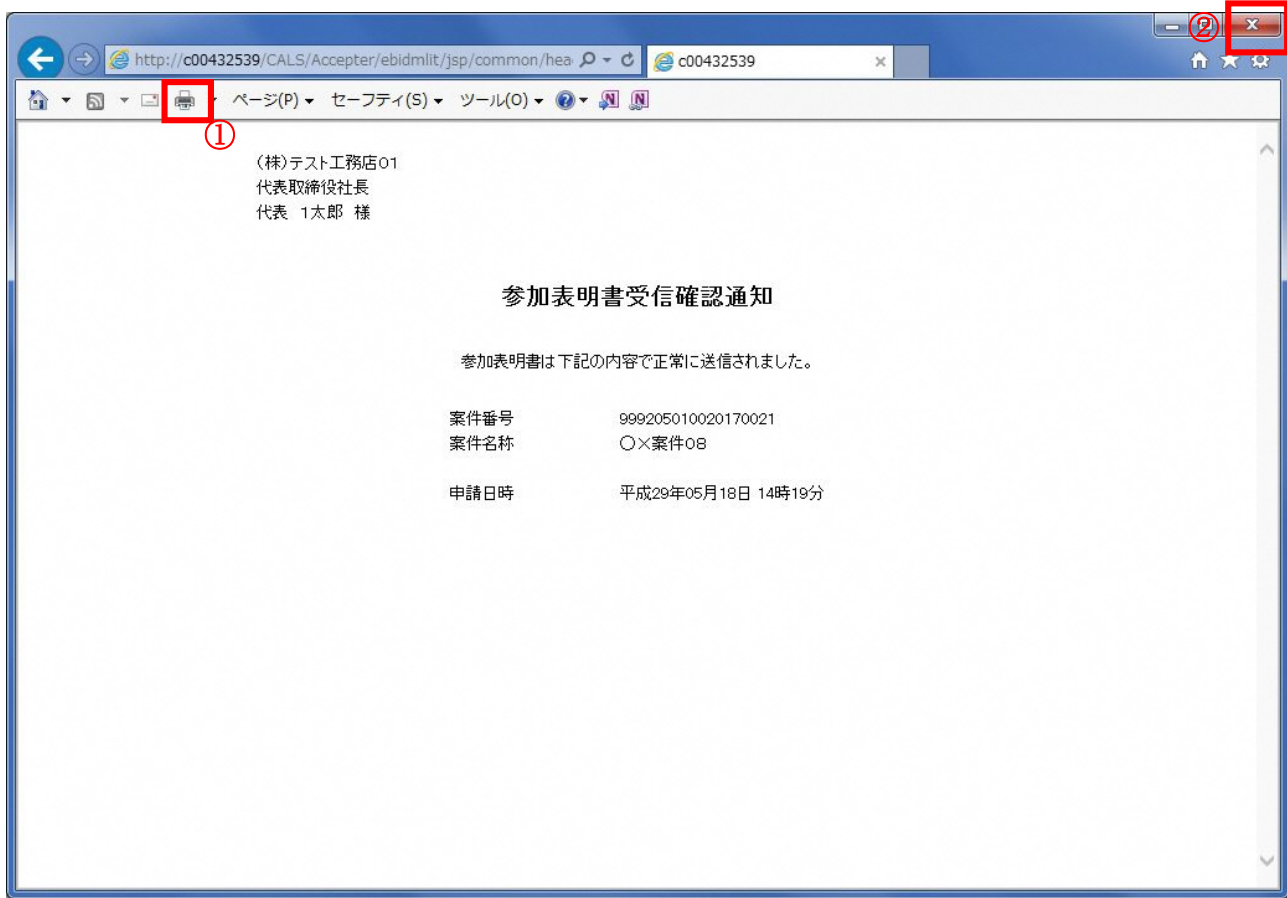 ②
http://c00432539/CALS/Accepter/ebidmlit/jsp/common/hea
c00432539
ページ(P) セーフティ(S) ツール(O)
①
(株)テスト工務店01
代表取締役社長
代表 1太郎 様
参加表明書受信確認通知
参加表明書は下記の内容で正常に送信されました。
案件番号 999205010020170021
案件名称 〇×案件08
申請日時 平成29年05月18日 14時19分